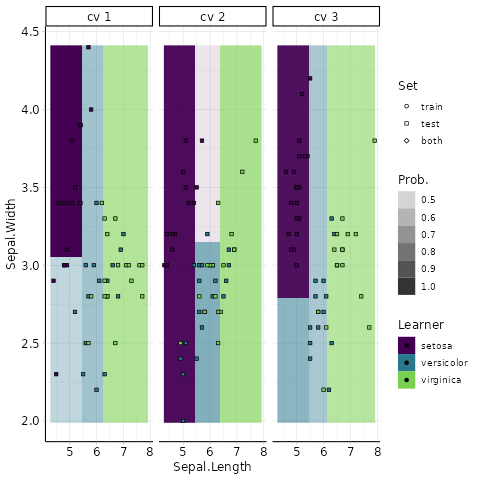 cv 1 cv 2 cv 3
4.5
4.0
3.5
3.0
2.5
2.0
Sepal.Width
5 6 7 8 5 6 7 8 5 6 7 8
Sepal.Length
Set
train
test
both
Prob.
0.5
0.6
0.7
0.8
0.9
1.0
Learner
setosa
versicolor
virginica